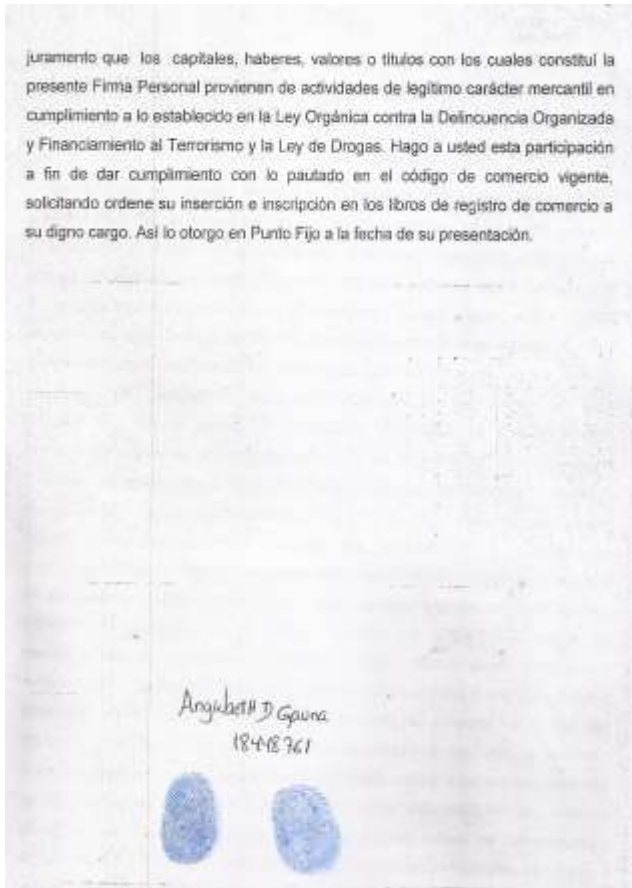 juramento que los capitales, haberes, valores o títulos con los cuales constituí la
presente Firma Personal provienen de actividades de legítimo carácter mercantil en
cumplimiento a lo establecido en la Ley Orgánica contra la Delincuencia Organizada
y Financiamiento al Terrorismo y la Ley de Drogas. Hago a usted esta participación
a fin de dar cumplimiento con lo pautado en el código de comercio vigente,
solicitando ordene su inserción e inscripción en los libros de registro de comercio a
su digno cargo. Así lo otorgo en Punto Fijo a la fecha de su presentación.
D Gauna